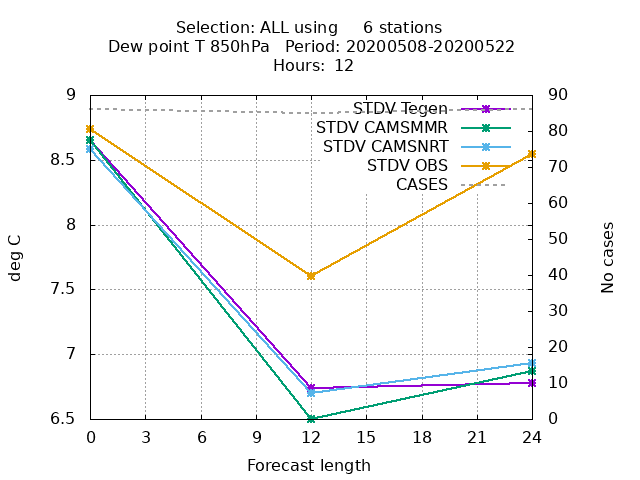 Selection: ALL using     6 stations
Dew point T 850hPa   Period: 20200508-20200522
Hours: 12
9
8.5
8
7.5
7
6.5
deg C
90
80
70
60
50
40
30
20
10
0
No cases
STDV Tegen
STDV CAMSMMR
STDV CAMSNRT
STDV OBS
CASES
0 3 6 9 12 15 18 21 24
Forecast length